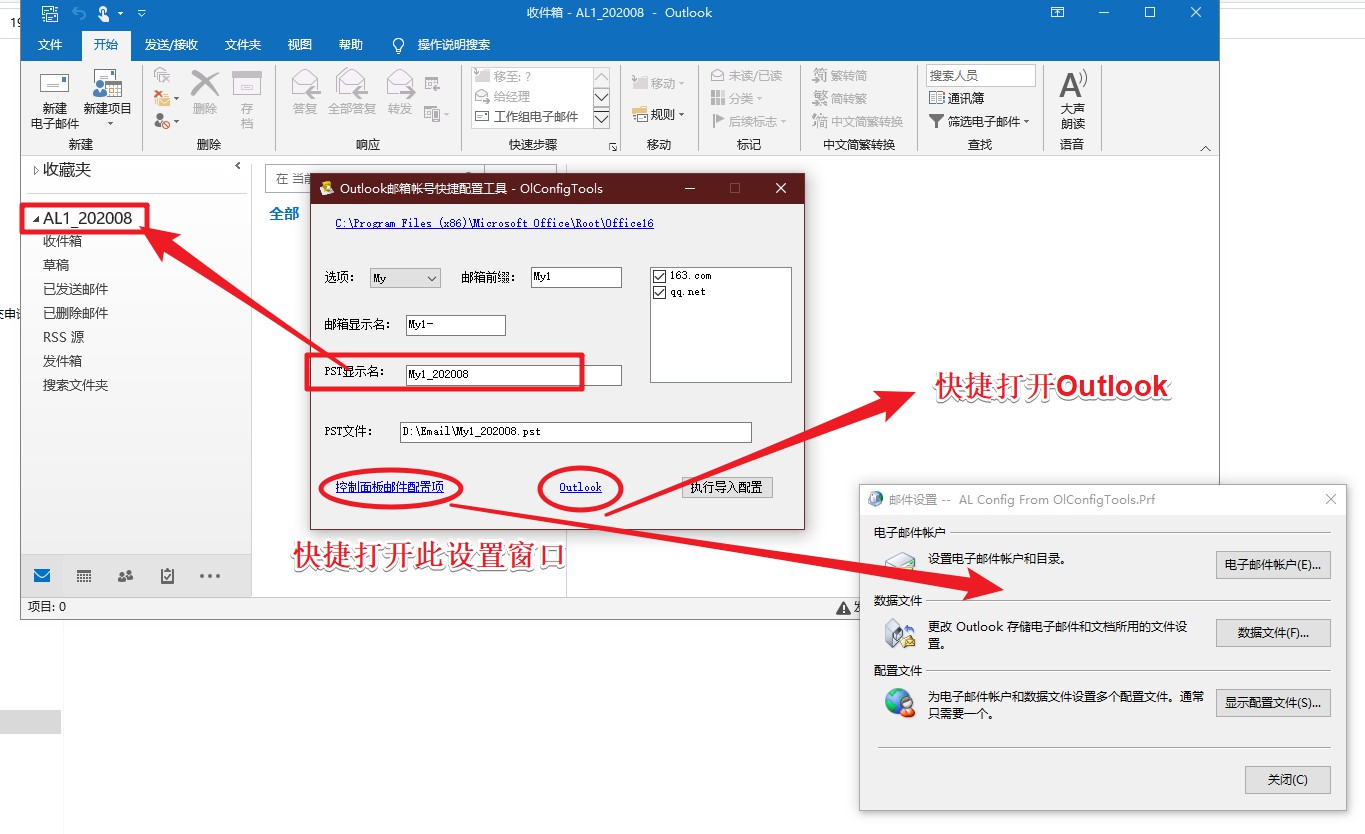 19
收件箱 - AL1_202008 - Outlook
文件 开始 发送/接收 文件夹 视图 帮助 操作说明搜索
新建
电子邮件
新建项目
新建
删除
存
档
删除
答复 全部答复 转发
响应
移至: ?
给经理
工作组电子邮件
快速步骤
移动
规则
移动
未读/已读
分类
后续标志
标记
繁转简
简转繁
中文简繁转换
中文简繁转换
搜索人员
通讯簿
筛选电子邮件
查找
大声
朗读
语音
收藏夹
AL1_202008
收件箱
草稿
已发送邮件
已删除邮件
RSS 源
发件箱
搜索文件夹
项目: 0
在 当前
全部
Outlook邮箱帐号快捷配置工具 - OlConfigTools
C:\Program Files (x86)\Microsoft Office\Root\Office16
选项: My 邮箱前缀: My1
163.com
qq.net
邮箱显示名: My1-
PST显示名: My1_202008
PST文件: D:\Email\My1_202008.pst
控制面板邮件配置项 Outlook 执行导入配置
快捷打开Outlook
快捷打开此设置窗口
邮件设置 -- AL Config From OlConfigTools.Prf
电子邮件帐户
设置电子邮件帐户和目录。
电子邮件帐户(E)...
数据文件
更改 Outlook 存储电子邮件和文档所用的文件设
置。
数据文件(F)...
配置文件
为电子邮件帐户和数据文件设置多个配置文件。通常
只需要一个。
显示配置文件(S)...
关闭(C)